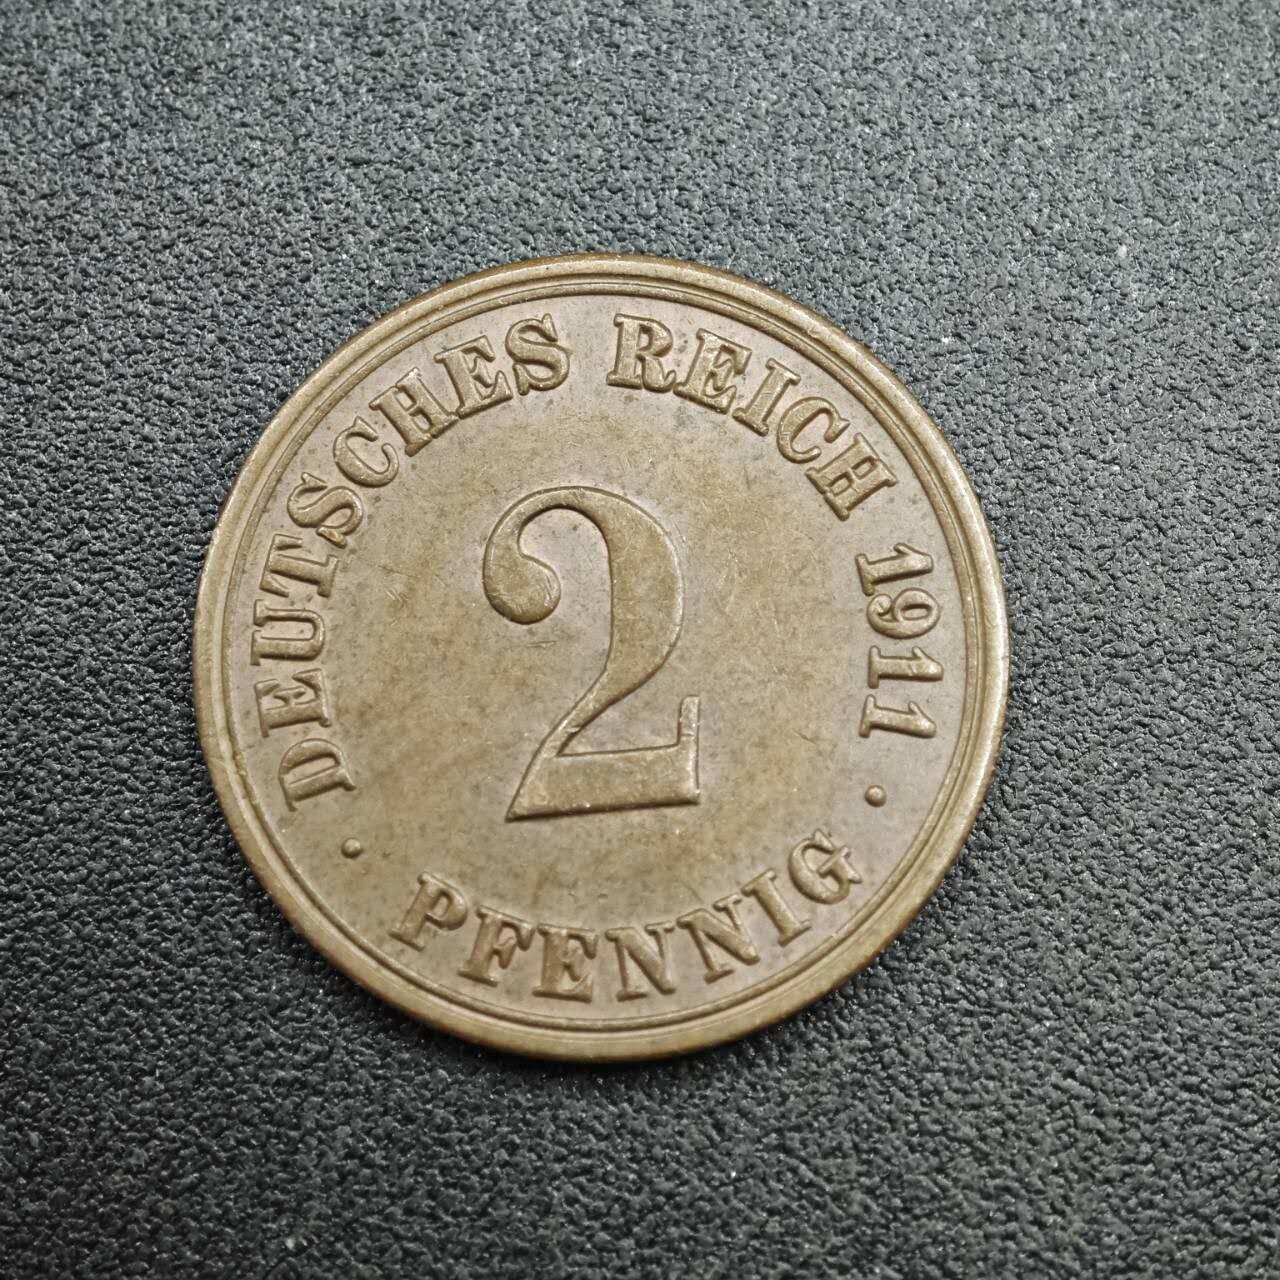 DEUTSCHES REICH 1911
2
· PFENNIG ·